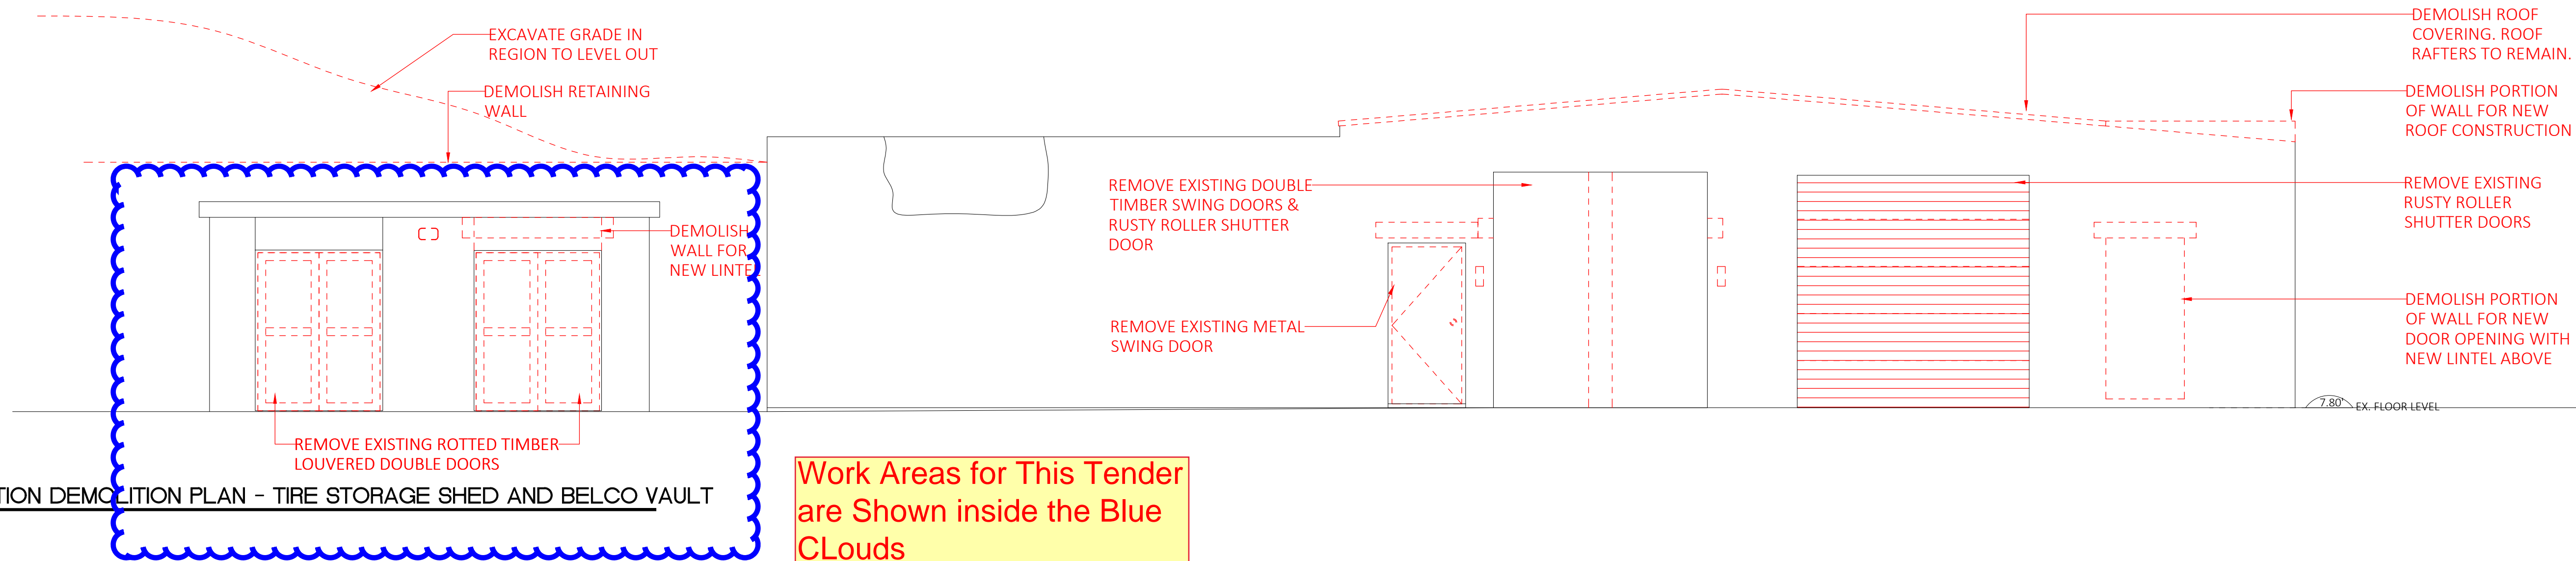 EXCAVATE GRADE IN
REGION TO LEVEL OUT
DEMOLISH RETAINING
WALL
DEMOLISH
WALL FOR
NEW LINTEL
REMOVE EXISTING ROTTED TIMBER
LOUVERED DOUBLE DOORS
TION DEMOLITION PLAN - TIRE STORAGE SHED AND BELCO VAULT
Work Areas for This Tender
are Shown inside the Blue
CLouds
REMOVE EXISTING DOUBLE
TIMBER SWING DOORS &
RUSTY ROLLER SHUTTER
DOOR
REMOVE EXISTING METAL
SWING DOOR
DEMOLISH ROOF
COVERING. ROOF
RAFTERS TO REMAIN.
DEMOLISH PORTION
OF WALL FOR NEW
ROOF CONSTRUCTION
REMOVE EXISTING
RUSTY ROLLER
SHUTTER DOORS
DEMOLISH PORTION
OF WALL FOR NEW
DOOR OPENING WITH
NEW LINTEL ABOVE
7.80' EX. FLOOR LEVEL